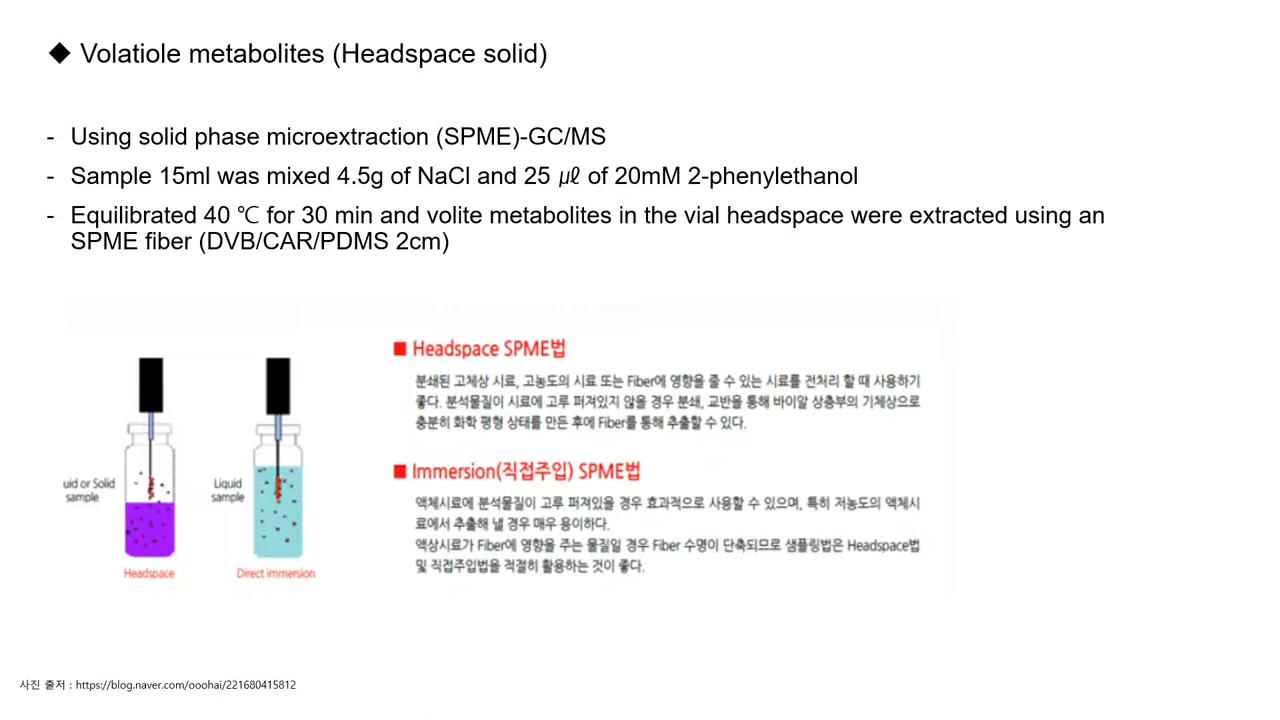 ◆ Volatiole metabolites (Headspace solid)
- Using solid phase microextraction (SPME)-GC/MS
- Sample 15ml was mixed 4.5g of NaCl and 25 ㎕ of 20mM 2-phenylethanol
- Equilibrated 40 ℃ for 30 min and volite metabolites in the vial headspace were extracted using an
SPME fiber (DVB/CAR/PDMS 2cm)
uid or Solid
sample
Headspace
Liquid
sample
Direct immersion
■ Headspace SPME법
분쇄된 고체상 시료, 고농도의 시료 또는 Fiber에 영향을 줄 수 있는 시료를 전처리 할 때 사용하기
좋다. 분석물질이 시료에 고루 퍼져있지 않을 경우 분쇄, 교반을 통해 바이알 상층부의 기체상으로
충분히 화학 평형 상태를 만든 후에 Fiber를 통해 추출할 수 있다.
■ Immersion(직접주입) SPME법
액체시료에 분석물질이 고루 퍼져있을 경우 효과적으로 사용할 수 있으며, 특히 저농도의 액체시
료에서 추출해 낼 경우 매우 용이하다.
액상시료가 Fiber에 영향을 주는 물질일 경우 Fiber 수명이 단축되므로 샘플링법은 Headspace법
및 직접주입법을 적절히 활용하는 것이 좋다.
사진 출저 : https://blog.naver.com/ooohai/221680415812